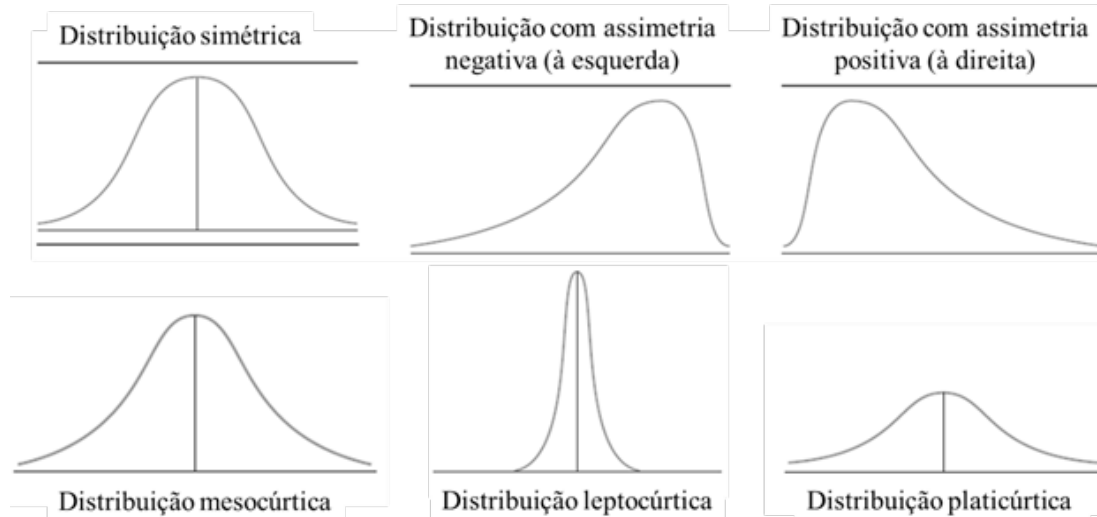 Distribuição simétrica
Distribuição com assimetria
negativa (à esquerda)
Distribuição com assimetria
positiva (à direita)
Distribuição mesocúrtica
Distribuição leptocúrtica
Distribuição platicúrtica